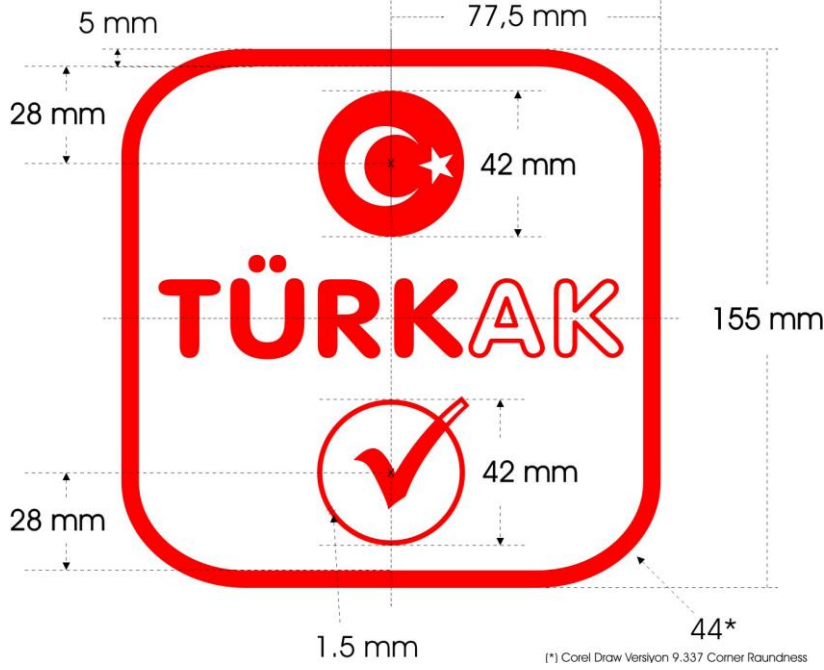 77,5 mm
5 mm
28 mm
42 mm
TÜRKAK
155 mm
42 mm
28 mm
1.5 mm
44*
(*) Corel Draw Versiyon 9.337 Corner Raundness